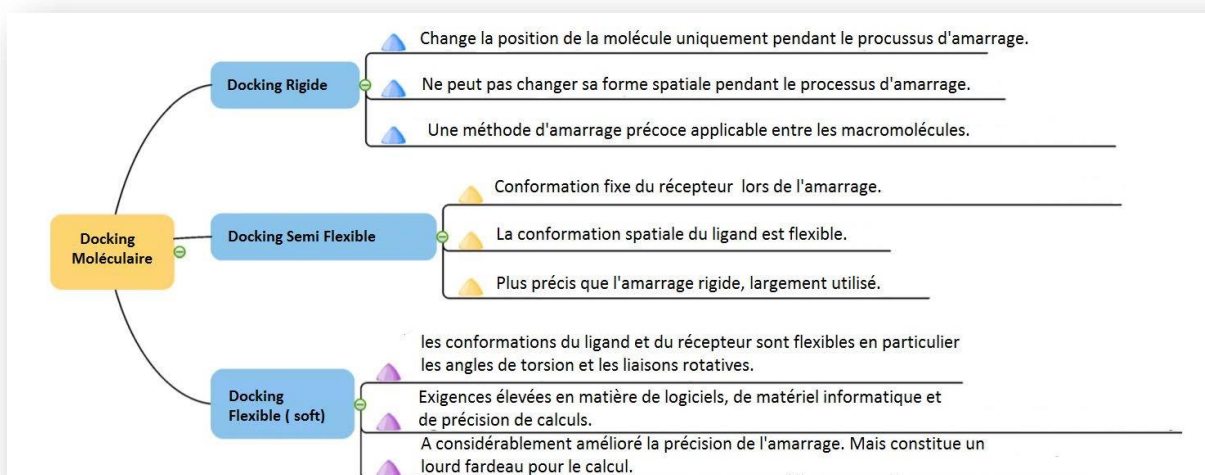 Docking
Moléculaire
Docking Rigide
Change la position de la molécule uniquement pendant le procussus d'amarrage.
Ne peut pas changer sa forme spatiale pendant le processus d'amarrage.
Une méthode d'amarrage précoce applicable entre les macromolécules.
Docking Semi Flexible
Conformation fixe du récepteur lors de l'amarrage.
La conformation spatiale du ligand est flexible.
Plus précis que l'amarrage rigide, largement utilisé.
Docking
Flexible ( soft)
les conformations du ligand et du récepteur sont flexibles en particulier
les angles de torsion et les liaisons rotatives.
Exigences élevées en matière de logiciels, de matériel informatique et
de précision de calculs.
A considérablement amélioré la précision de l'amarrage. Mais constitue un
lourd fardeau pour le calcul.